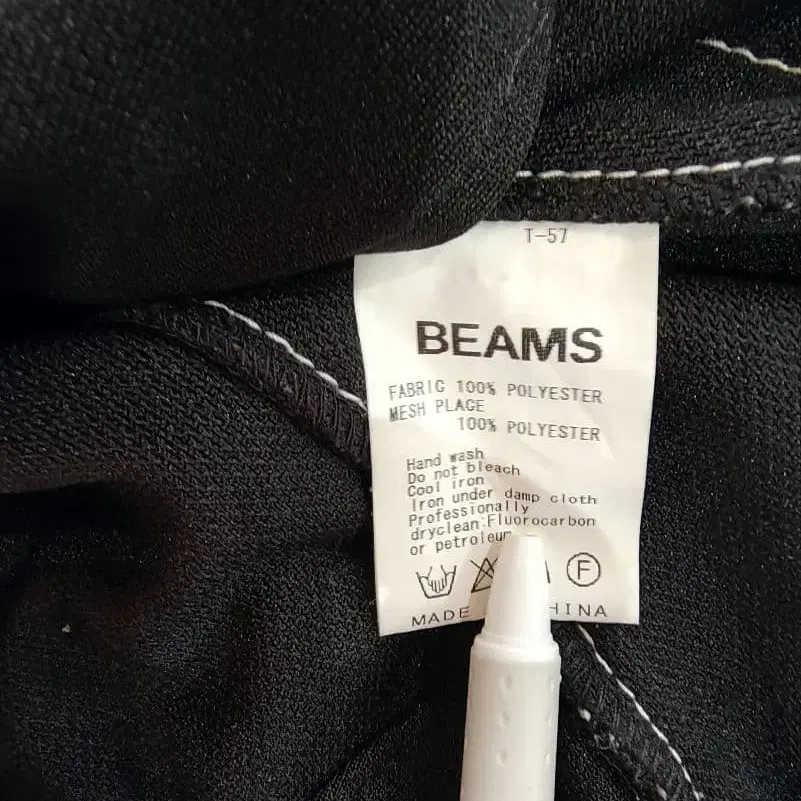 T-57
BEAMS
FABRIC 100% POLYESTER
MESH PLACE
100% POLYESTER
Hand wash
Do not bleach
Cool iron
Iron under damp cloth
Professionally
dryclean:Fluorocarbon
or petroleum
F
MADE HINA